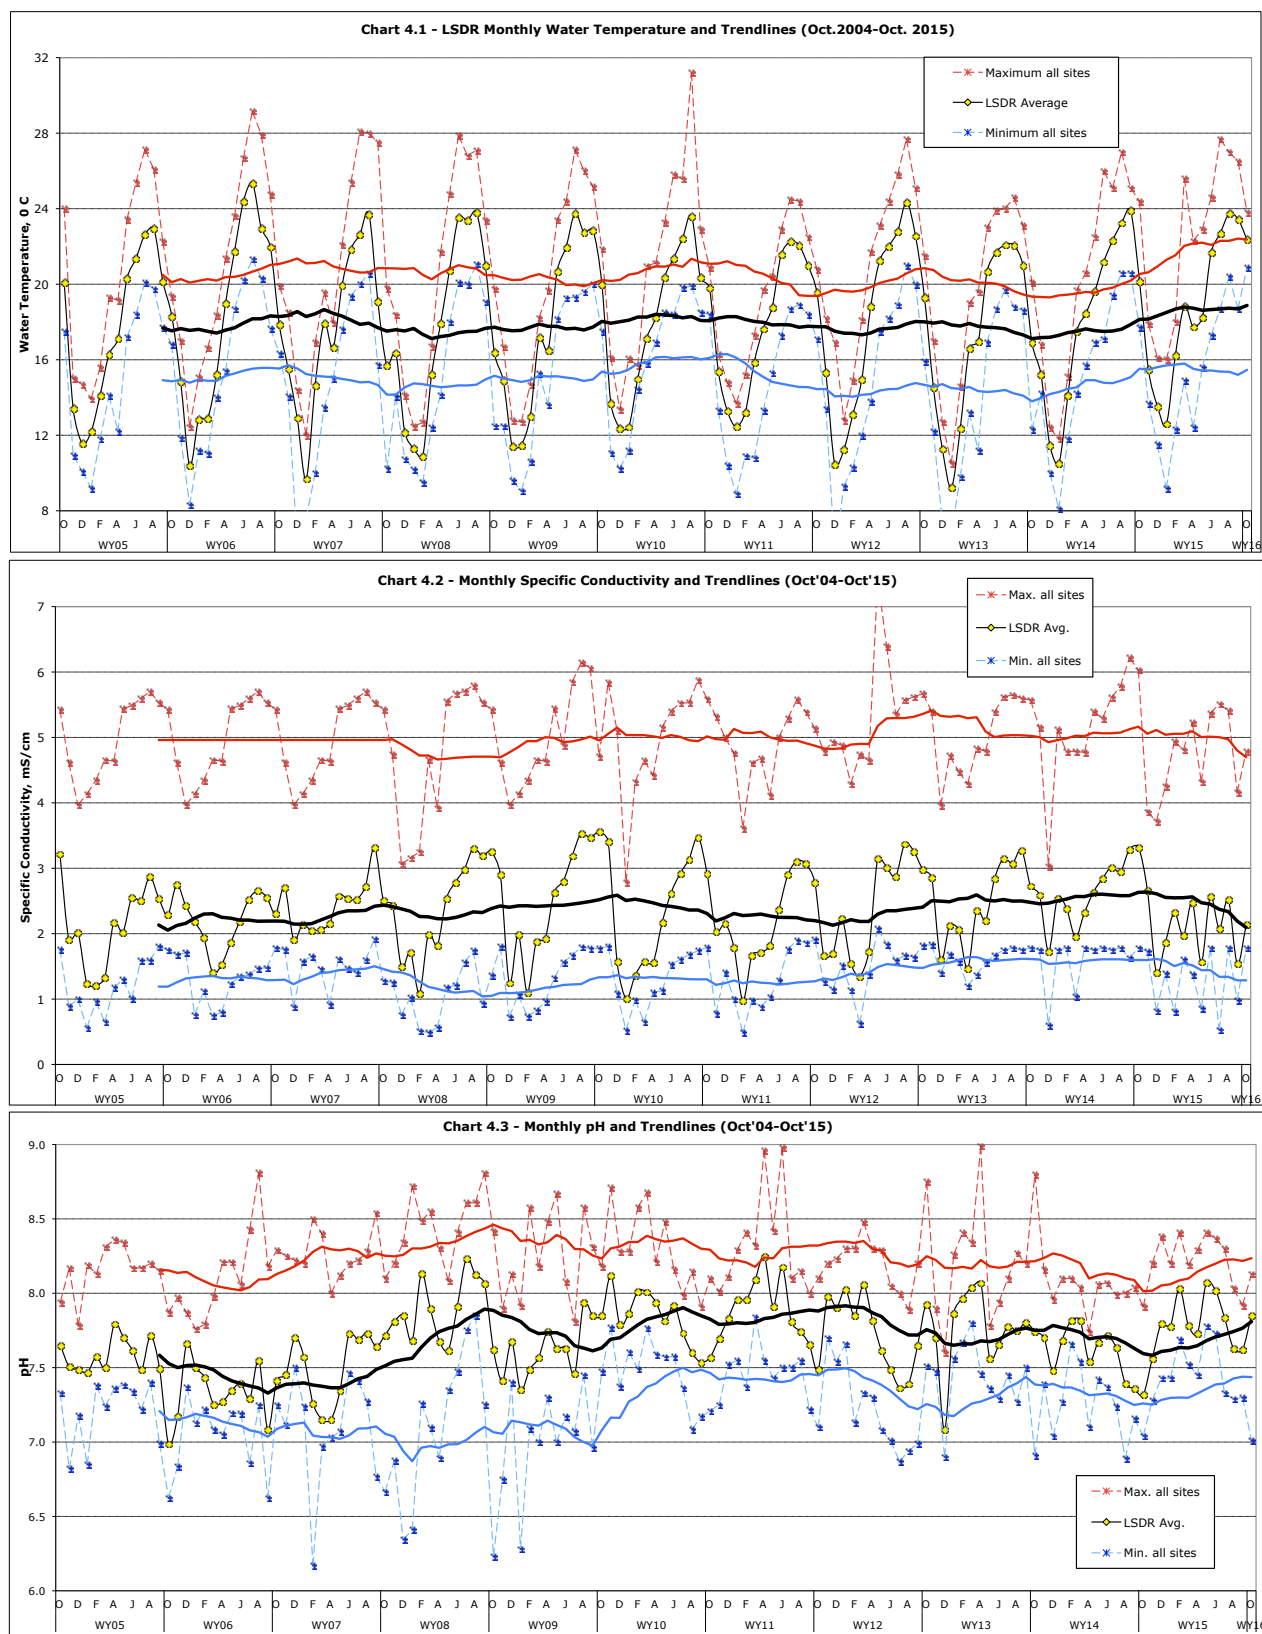 Chart 4.1 - LSDR Monthly Water Temperature and Trendlines (Oct.2004-Oct. 2015)
Maximum all sites
LSDR Average
Minimum all sites
Water Temperature, 0 C
32
28
24
20
16
12
8
O D F A J A O D F A J A O D F A J A O D F A J A O D F A J A O D F A J A O D F A J A O D F A J A O D F A J A O D F A J A O D F A J A O
WY05 WY06 WY07 WY08 WY09 WY10 WY11 WY12 WY13 WY14 WY15 WY16
Chart 4.2 - Monthly Specific Conductivity and Trendlines (Oct'04-Oct'15)
Max. all sites
LSDR Avg.
Min. all sites
Specific Conductivity, mS/cm
7
6
5
4
3
2
1
0
O D F A J A O D F A J A O D F A J A O D F A J A O D F A J A O D F A J A O D F A J A O D F A J A O D F A J A O D F A J A O D F A J A O
WY05 WY06 WY07 WY08 WY09 WY10 WY11 WY12 WY13 WY14 WY15 WY16
Chart 4.3 - Monthly pH and Trendlines (Oct'04-Oct'15)
pH
9.0
8.5
8.0
7.5
7.0
6.5
6.0
Max. all sites
LSDR Avg.
Min. all sites
O D F A J A O D F A J A O D F A J A O D F A J A O D F A J A O D F A J A O D F A J A O D F A J A O D F A J A O D F A J A O D F A J A O
WY05 WY06 WY07 WY08 WY09 WY10 WY11 WY12 WY13 WY14 WY15 WY16